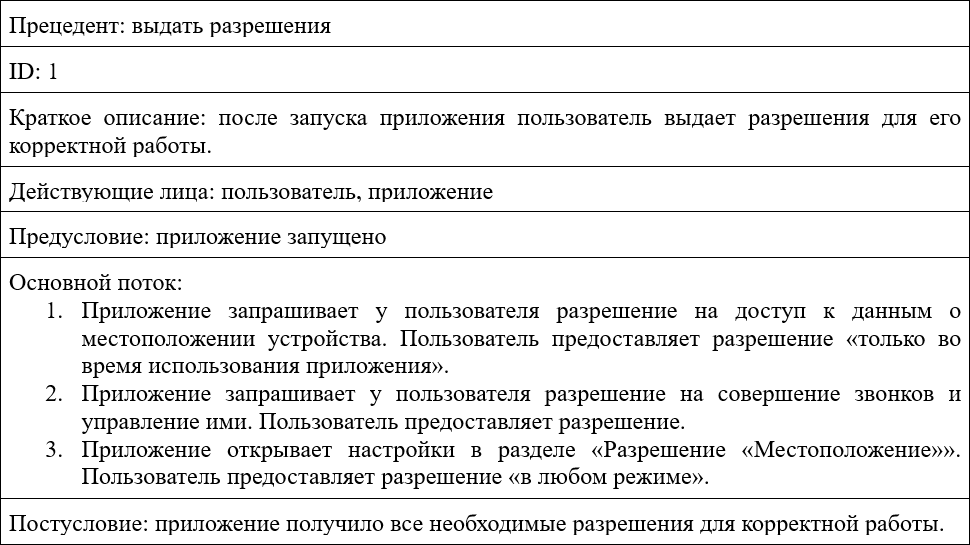 Прецедент: выдать разрешения
ID: 1
Краткое описание: после запуска приложения пользователь выдает разрешения для его
корректной работы.
Действующие лица: пользователь, приложение
Предусловие: приложение запущено
Основной поток:
1. Приложение запрашивает у пользователя разрешение на доступ к данным о
местоположении устройства. Пользователь предоставляет разрешение «только во
время использования приложения».
2. Приложение запрашивает у пользователя разрешение на совершение звонков и
управление ими. Пользователь предоставляет разрешение.
3. Приложение открывает настройки в разделе «Разрешение «Местоположение»».
Пользователь предоставляет разрешение «в любом режиме».
Постусловие: приложение получило все необходимые разрешения для корректной работы.